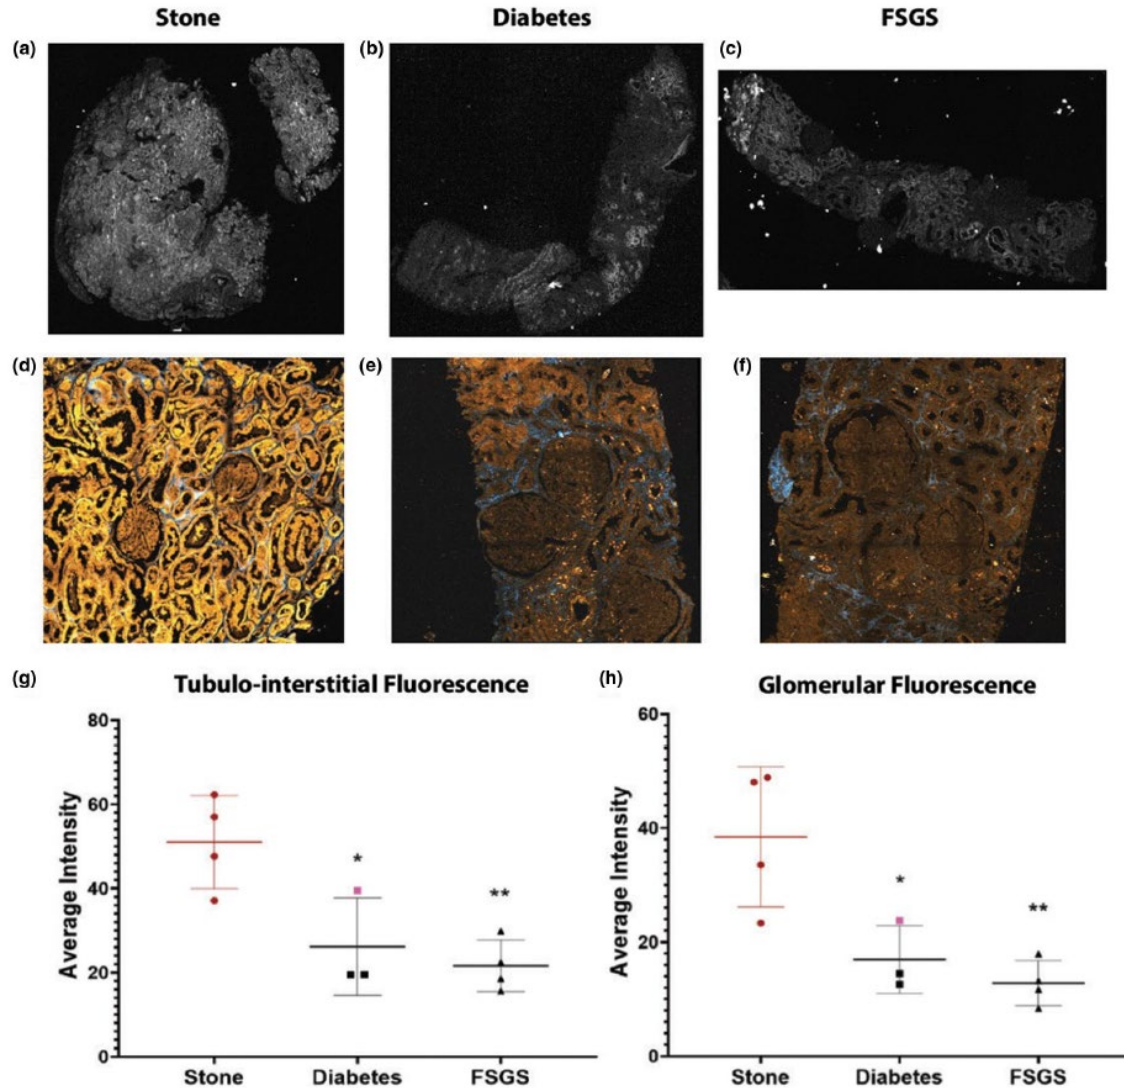 Stone
Diabetes
FSGS
(a)
(b)
(c)
(d)
(e)
(f)
(g)
Tubulo-interstitial Fluorescence
80
60
40
20
0
Average Intensity
*
**
Stone
Diabetes
FSGS
(h)
Glomerular Fluorescence
60
40
20
0
Average Intensity
*
**
Stone
Diabetes
FSGS